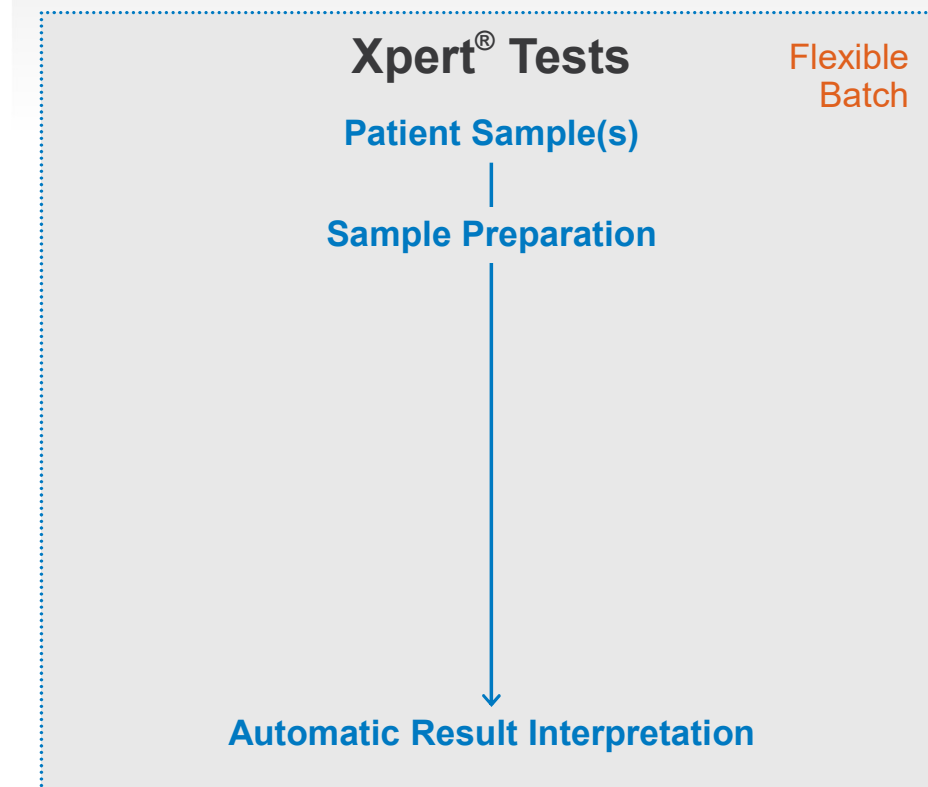 Xpert® Tests
Flexible
Batch
Patient Sample(s)
Sample Preparation
Automatic Result Interpretation